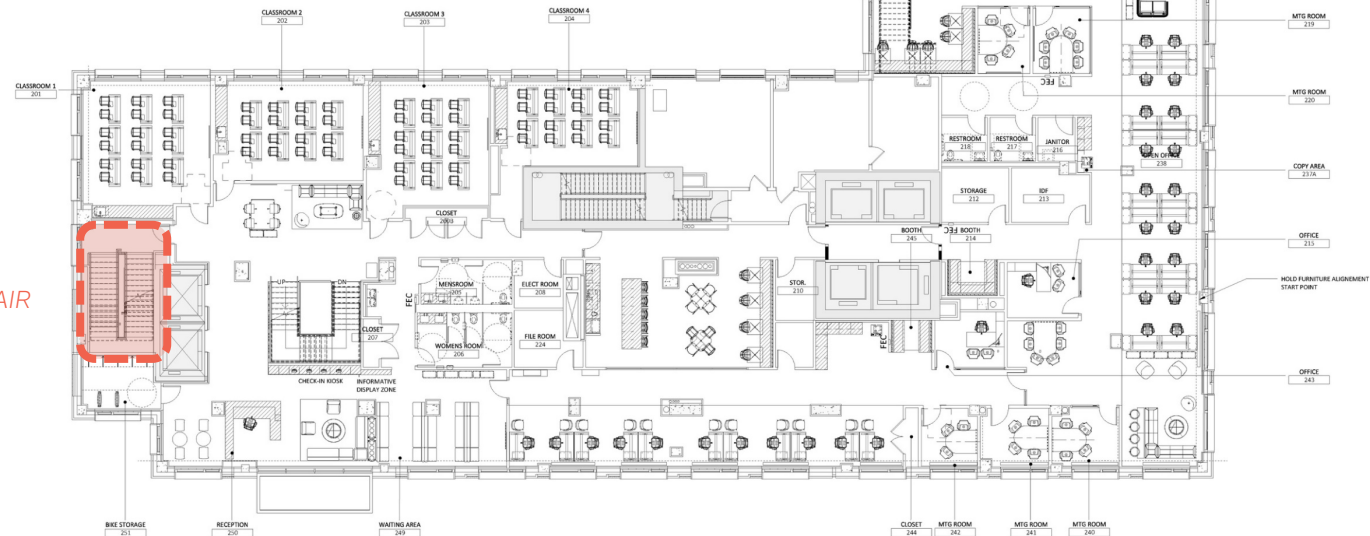 CLASSROOM 2
202
CLASSROOM 3
203
CLASSROOM 4
204
MTG ROOM
219
CLASSROOM 1
201
FEC
MTG ROOM
220
RESTROOM
218
RESTROOM
217
JANITOR
216
OPEN OFFICE
238
COPY AREA
237A
STORAGE
212
IDF
213
CLOSET
BOOTH
245
FEC
BOOTH
214
OFFICE
215
AIR
UP
DN
MENSROOM
205
ELECT ROOM
208
STOR.
210
HOLD FURNITURE ALIGNEMENT
START POINT
FEC
CLOSET
207
WOMENS ROOM
206
FILE ROOM
224
FEC
CHECK-IN KIOSK
INFORMATIVE
DISPLAY ZONE
OFFICE
243
BIKE STORAGE
251
RECEPTION
250
WAITING AREA
249
CLOSET
244
MTG ROOM
242
MTG ROOM
241
MTG ROOM
240